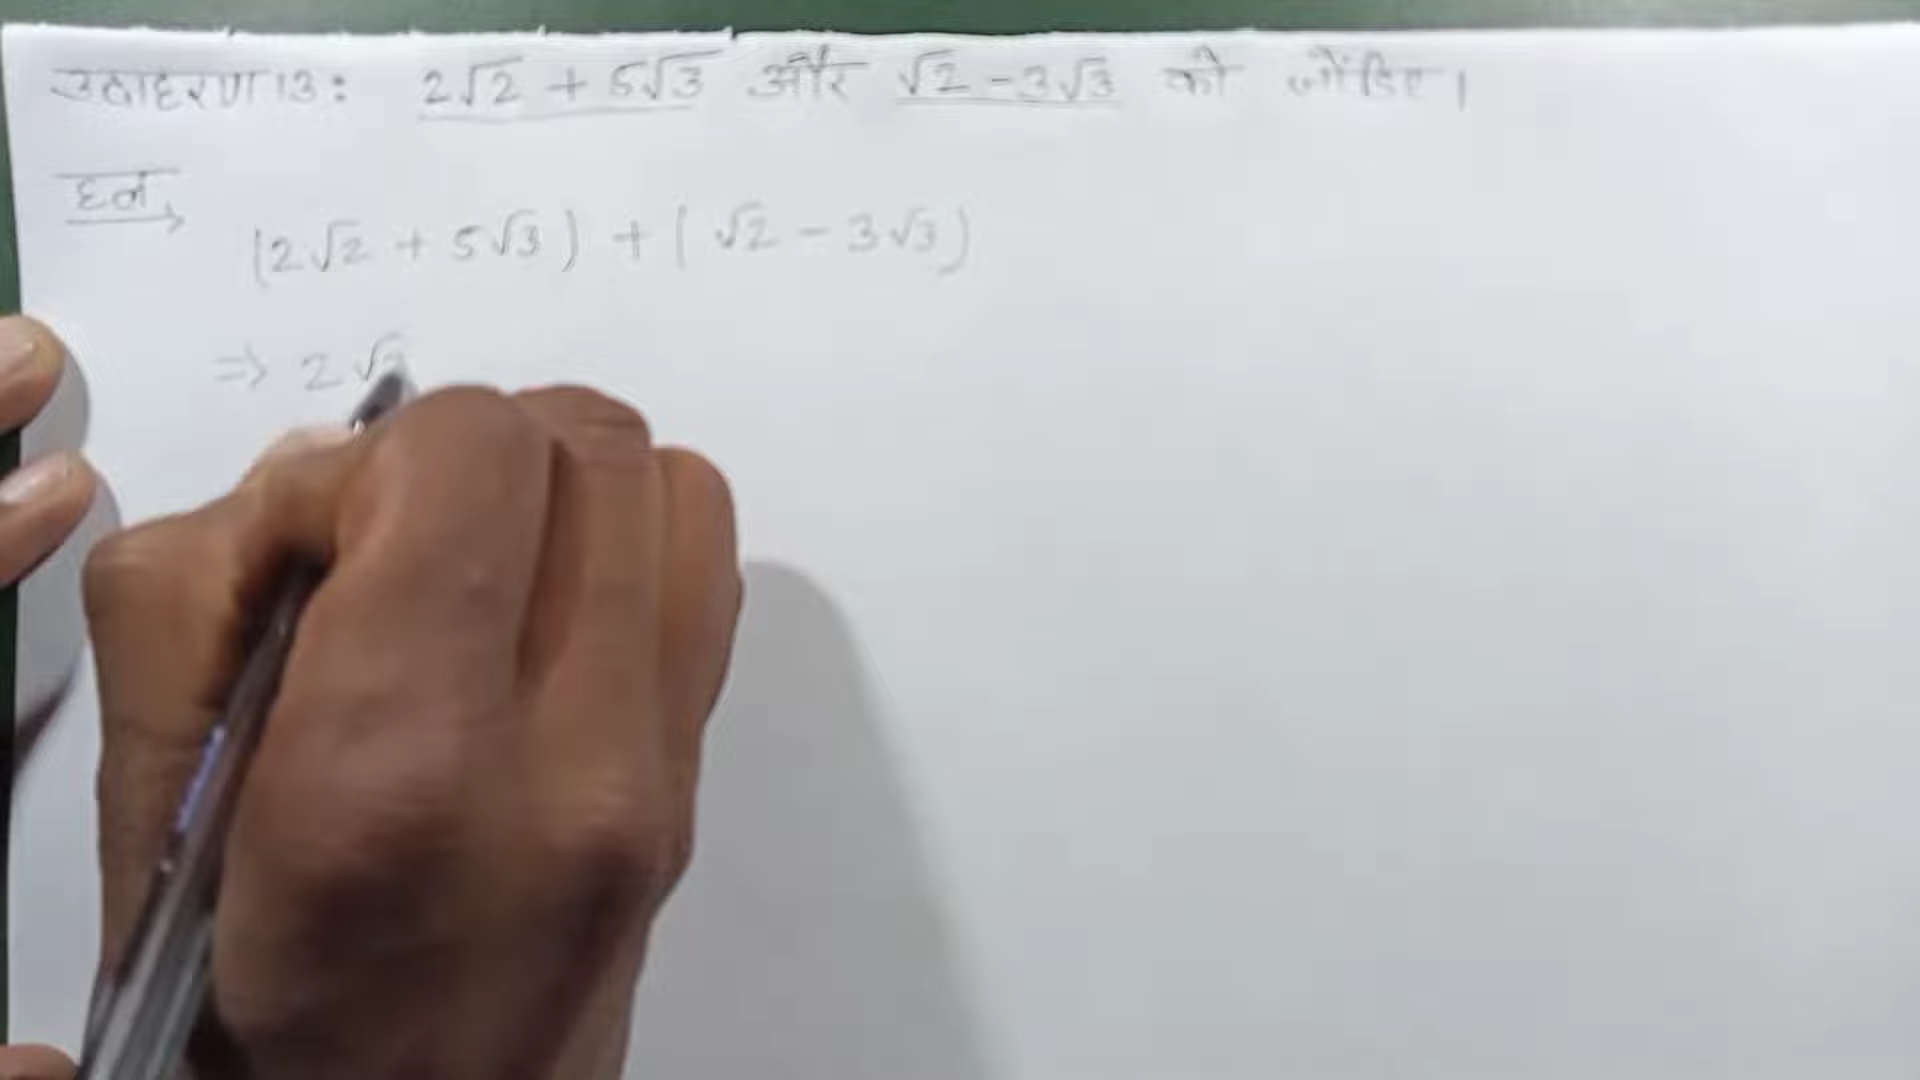 उदाहरण 13: 2√2 + 5√3 और √2 - 3√3 को जोड़िए।
हल
(2√2 + 5√3) + (√2 - 3√3)
⇒ 2√2